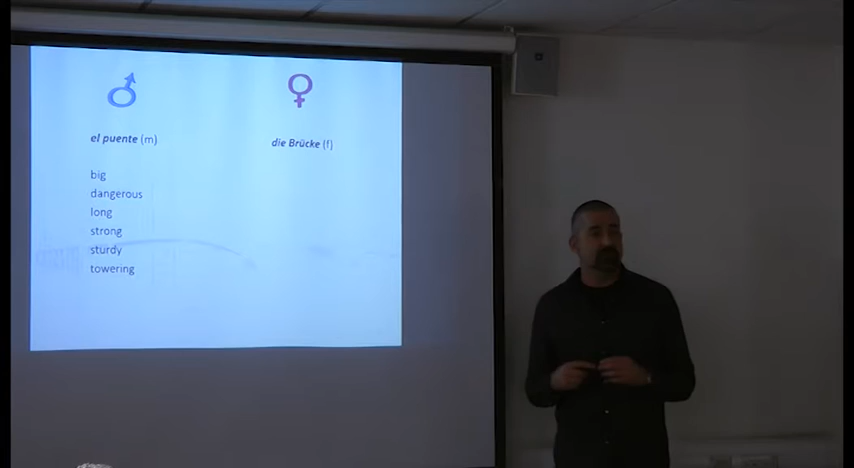 el puente (m)
die Brücke (f)
big
dangerous
long
strong
sturdy
towering